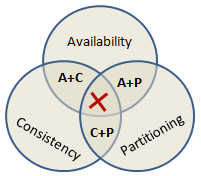 Availability
A+C
A+P
C+P
Consistency
Partitioning